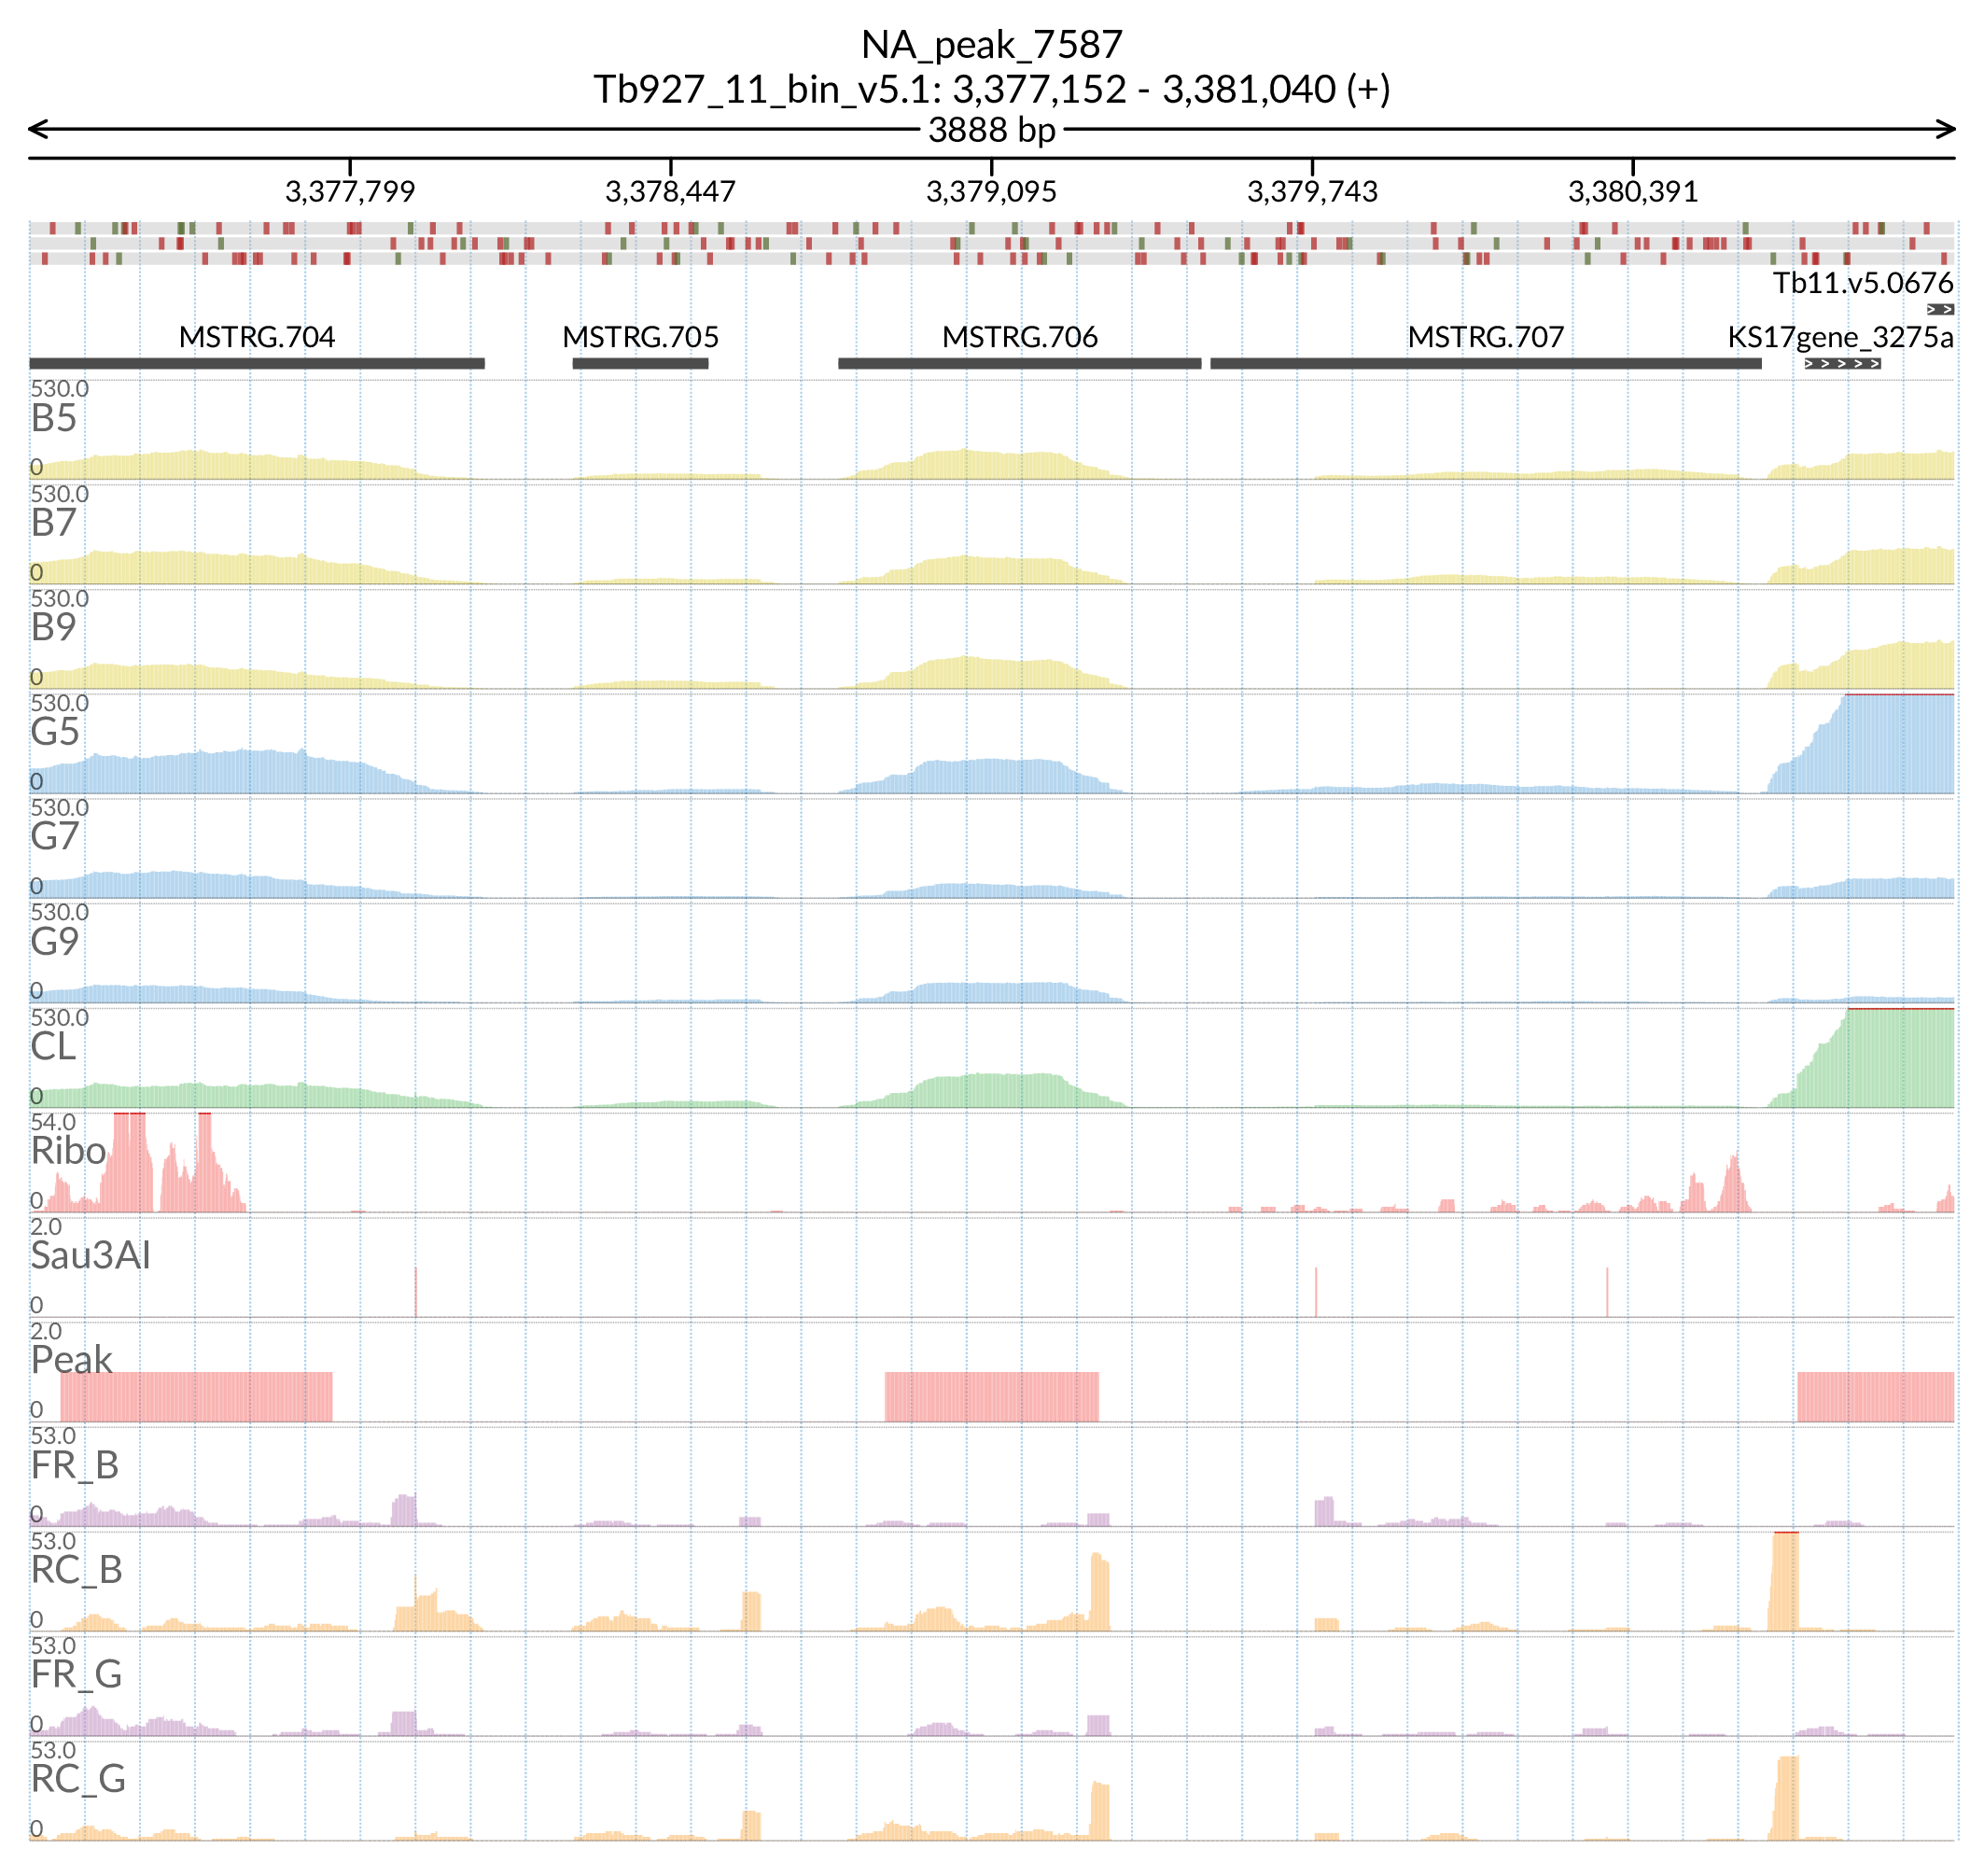 NA_peak_7587
Tb927_11_bin_v5.1: 3,377,152 - 3,381,040 (+)
3888 bp
3,377,799 3,378,447 3,379,095 3,379,743 3,380,391
Tb11.v5.0676
MSTRG.704 MSTRG.705 MSTRG.706 MSTRG.707 KS17gene_3275a
530.0
B5
0
530.0
B7
0
530.0
B9
0
530.0
G5
0
530.0
G7
0
530.0
G9
0
530.0
CL
0
54.0
Ribo
0
2.0
Sau3AI
0
2.0
Peak
0
53.0
FR_B
0
53.0
RC_B
0
53.0
FR_G
0
53.0
RC_G
0